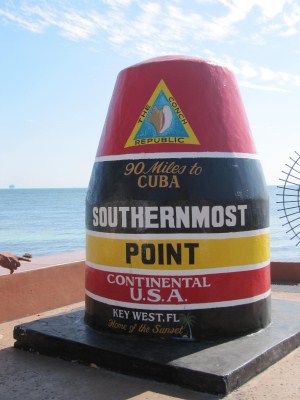 THE CONCH
REPUBLIC
90 Miles to
CUBA
SOUTHERNMOST
POINT
CONTINENTAL
U.S.A.
KEY WEST, FL
Home of the Sunset